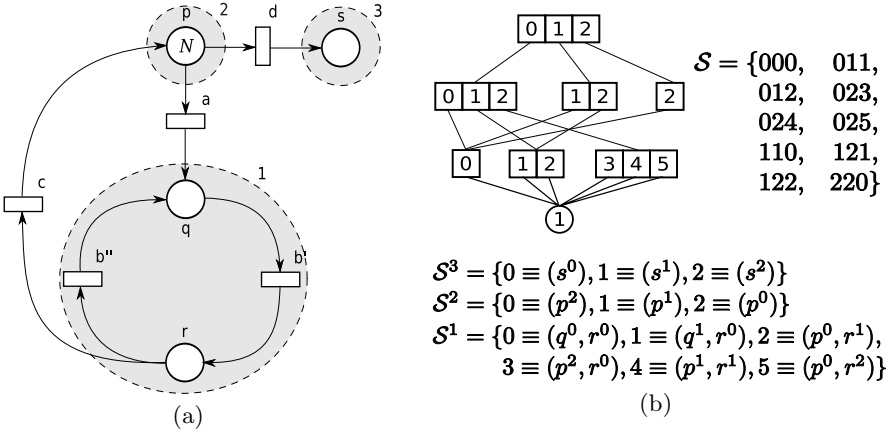 p 2 d s 3
N
a
1
c
q
b" b'
r
(a)
0 1 2
0 1 2 1 2 2
0 1 2 3 4 5
1
𝒮 = {000, 011,
012, 023,
024, 025,
110, 121,
122, 220}
𝒮³ = {0 ≡ (s⁰), 1 ≡ (s¹), 2 ≡ (s²)}
𝒮² = {0 ≡ (p²), 1 ≡ (p¹), 2 ≡ (p⁰)}
𝒮¹ = {0 ≡ (q⁰, r⁰), 1 ≡ (q¹, r⁰), 2 ≡ (p⁰, r¹),
3 ≡ (p², r⁰), 4 ≡ (p¹, r¹), 5 ≡ (p⁰, r²)}
(b)